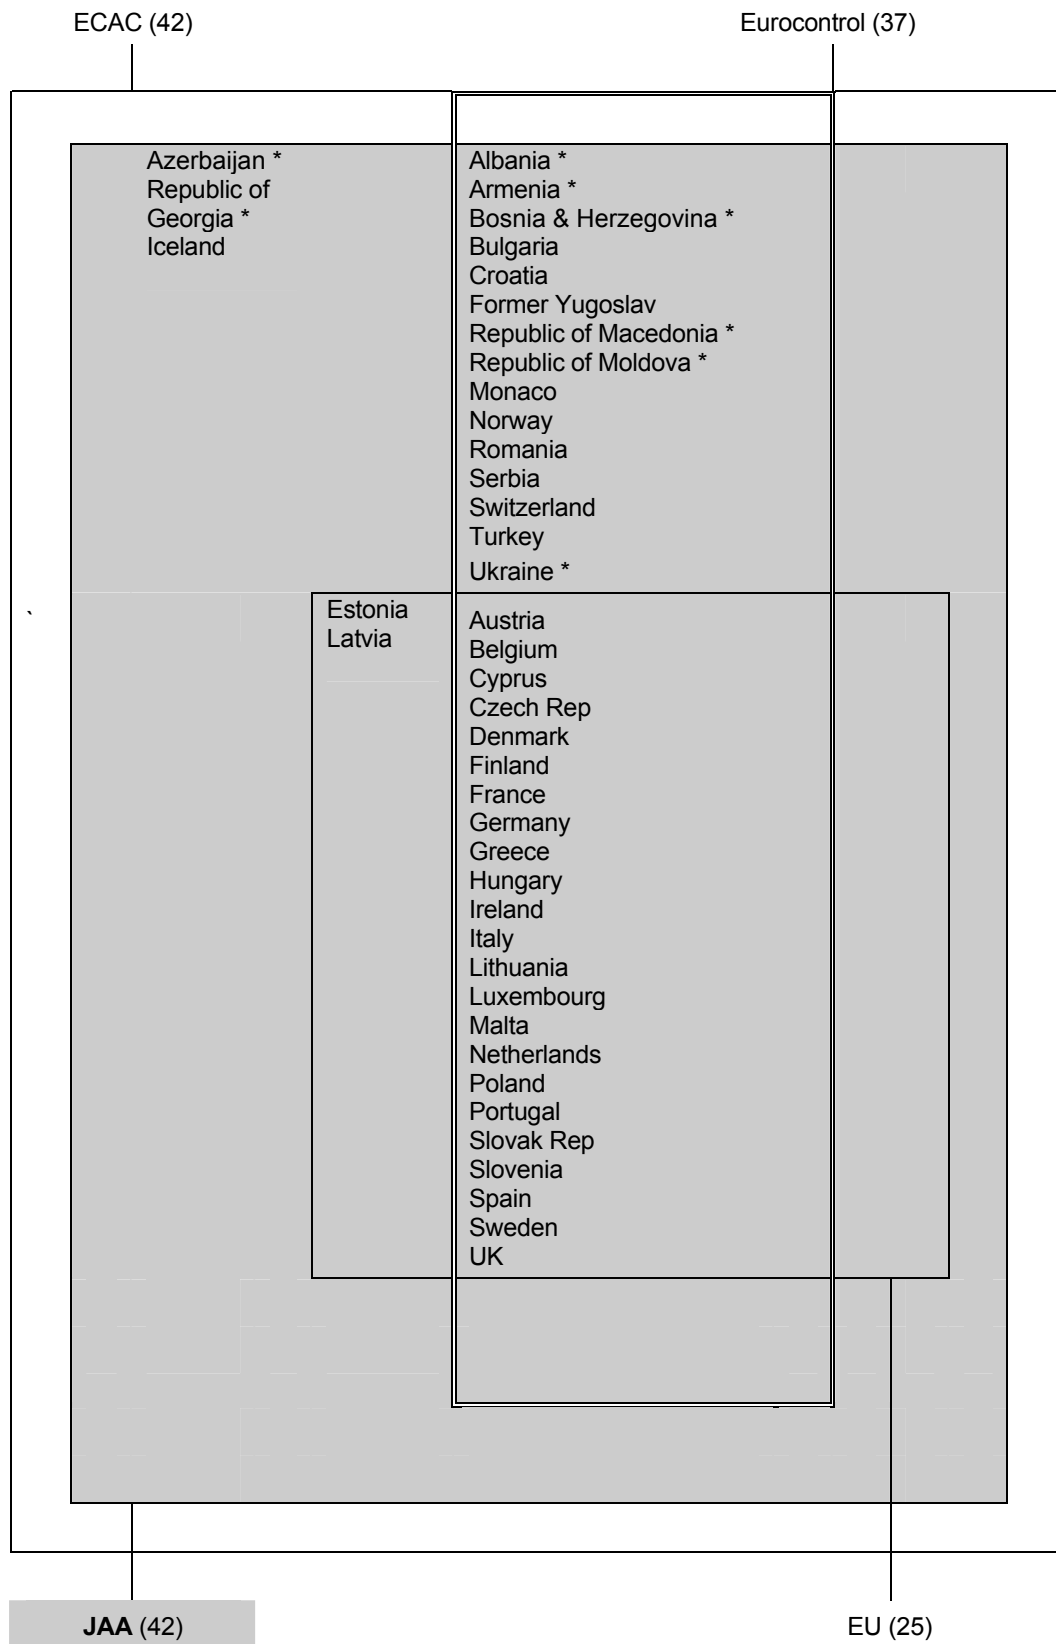 ECAC (42)
Eurocontrol (37)
Azerbaijan *
Republic of
Georgia *
Iceland
Albania *
Armenia *
Bosnia & Herzegovina *
Bulgaria
Croatia
Former Yugoslav
Republic of Macedonia *
Republic of Moldova *
Monaco
Norway
Romania
Serbia
Switzerland
Turkey
Ukraine *
`
Estonia
Latvia
Austria
Belgium
Cyprus
Czech Rep
Denmark
Finland
France
Germany
Greece
Hungary
Ireland
Italy
Lithuania
Luxembourg
Malta
Netherlands
Poland
Portugal
Slovak Rep
Slovenia
Spain
Sweden
UK
JAA (42)
EU (25)